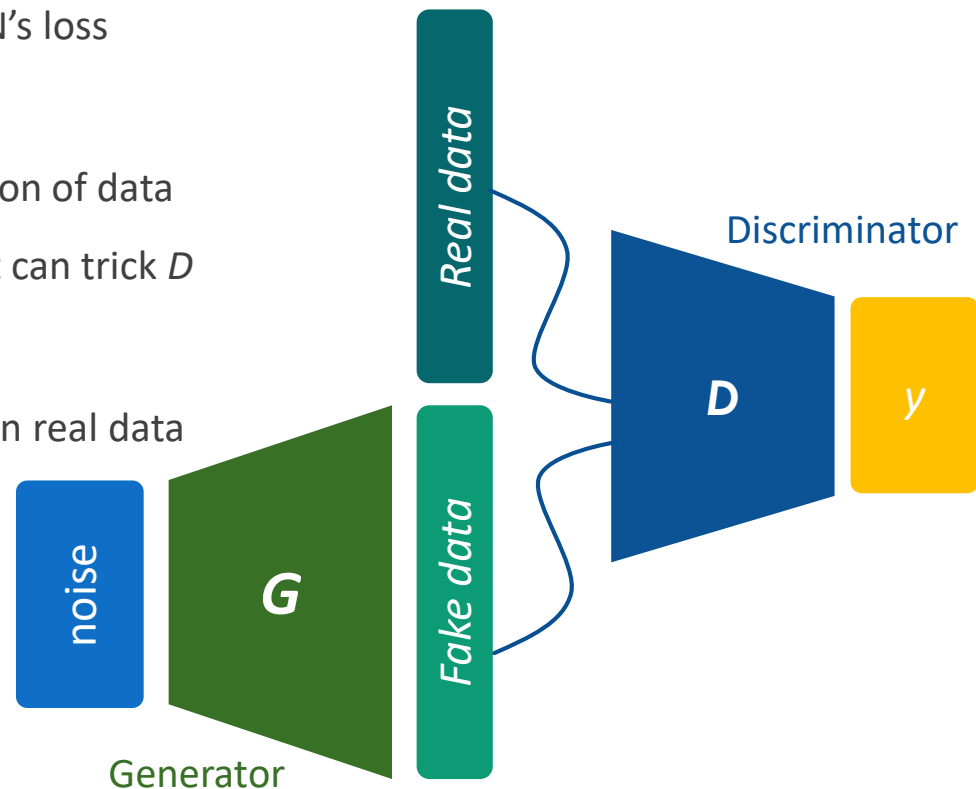 N's loss
on of data
can trick D
n real data
Real data
Discriminator
D
y
noise
G
Fake data
Generator